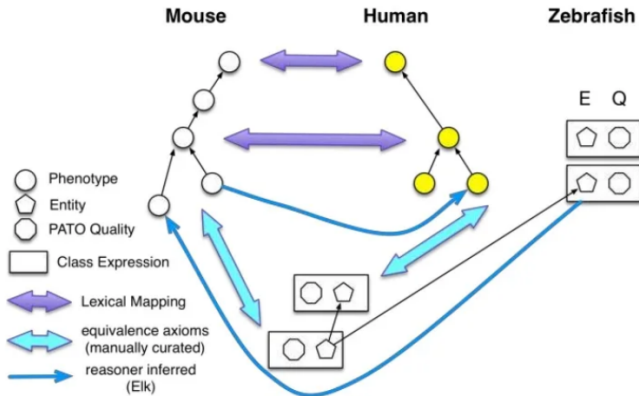 Mouse Human Zebrafish
E Q
Phenotype
Entity
PATO Quality
Class Expression
Lexical Mapping
equivalence axioms
(manually curated)
reasoner inferred
(Elk)